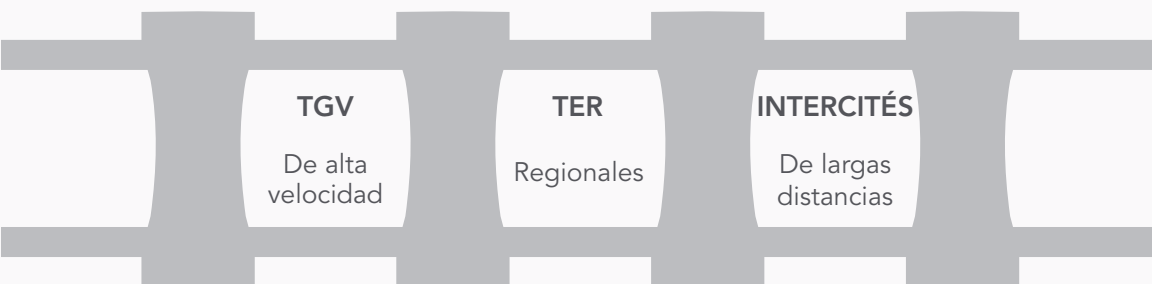 TGV
De alta
velocidad
TER
Regionales
INTERCITÉS
De largas
distancias